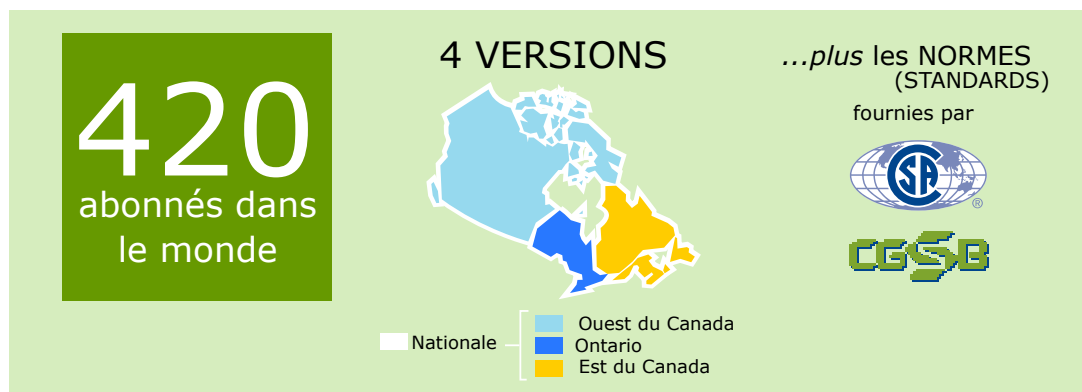 420
abonnés dans
le monde
4 VERSIONS
Nationale
Ouest du Canada
Ontario
Est du Canada
...plus les NORMES
(STANDARDS)
fournies par
CSA
®
CGSB